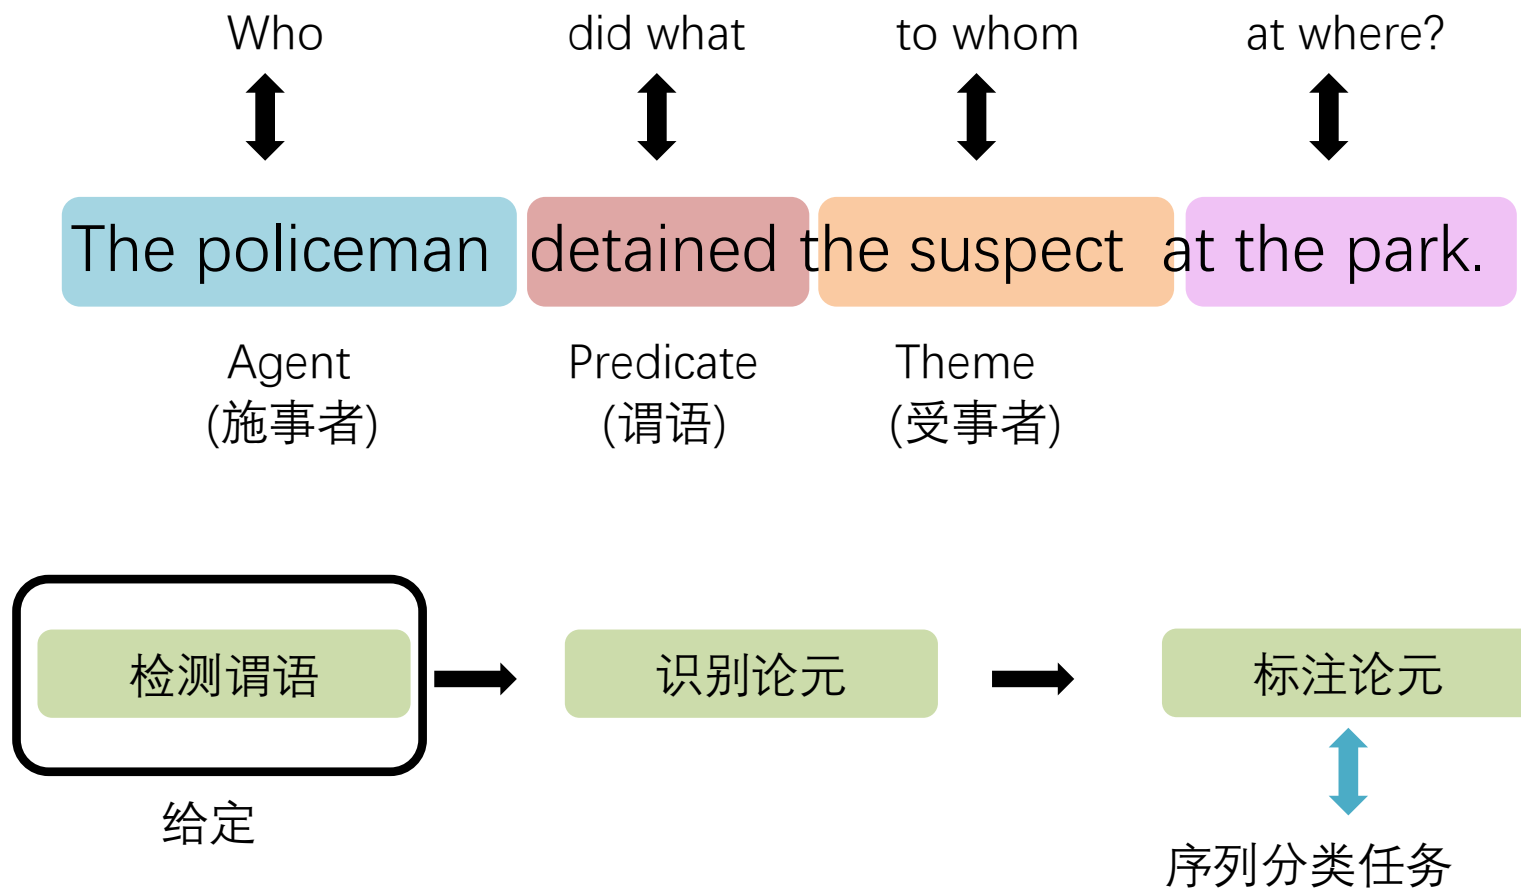 Who did what to whom at where?
The policeman detained the suspect at the park.
Agent Predicate Theme
(施事者) (谓语) (受事者)
检测谓语 识别论元 标注论元
给定
序列分类任务